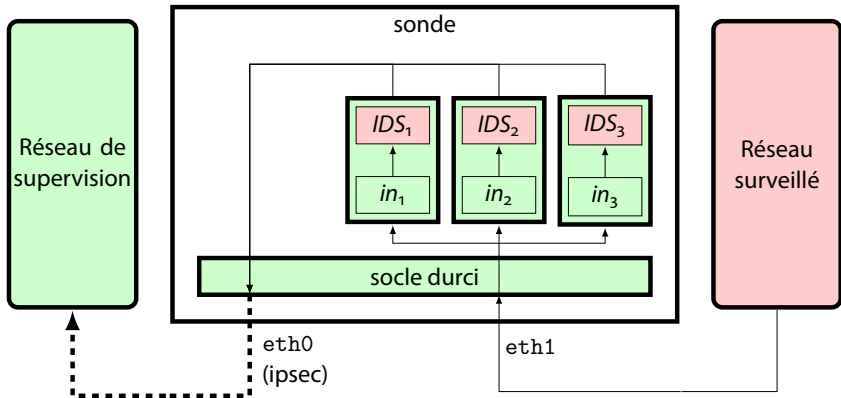 sonde
Réseau de
supervision
IDS₁
IDS₂
IDS₃
in₁
in₂
in₃
Réseau
surveillé
socle durci
eth0
(ipsec)
eth1